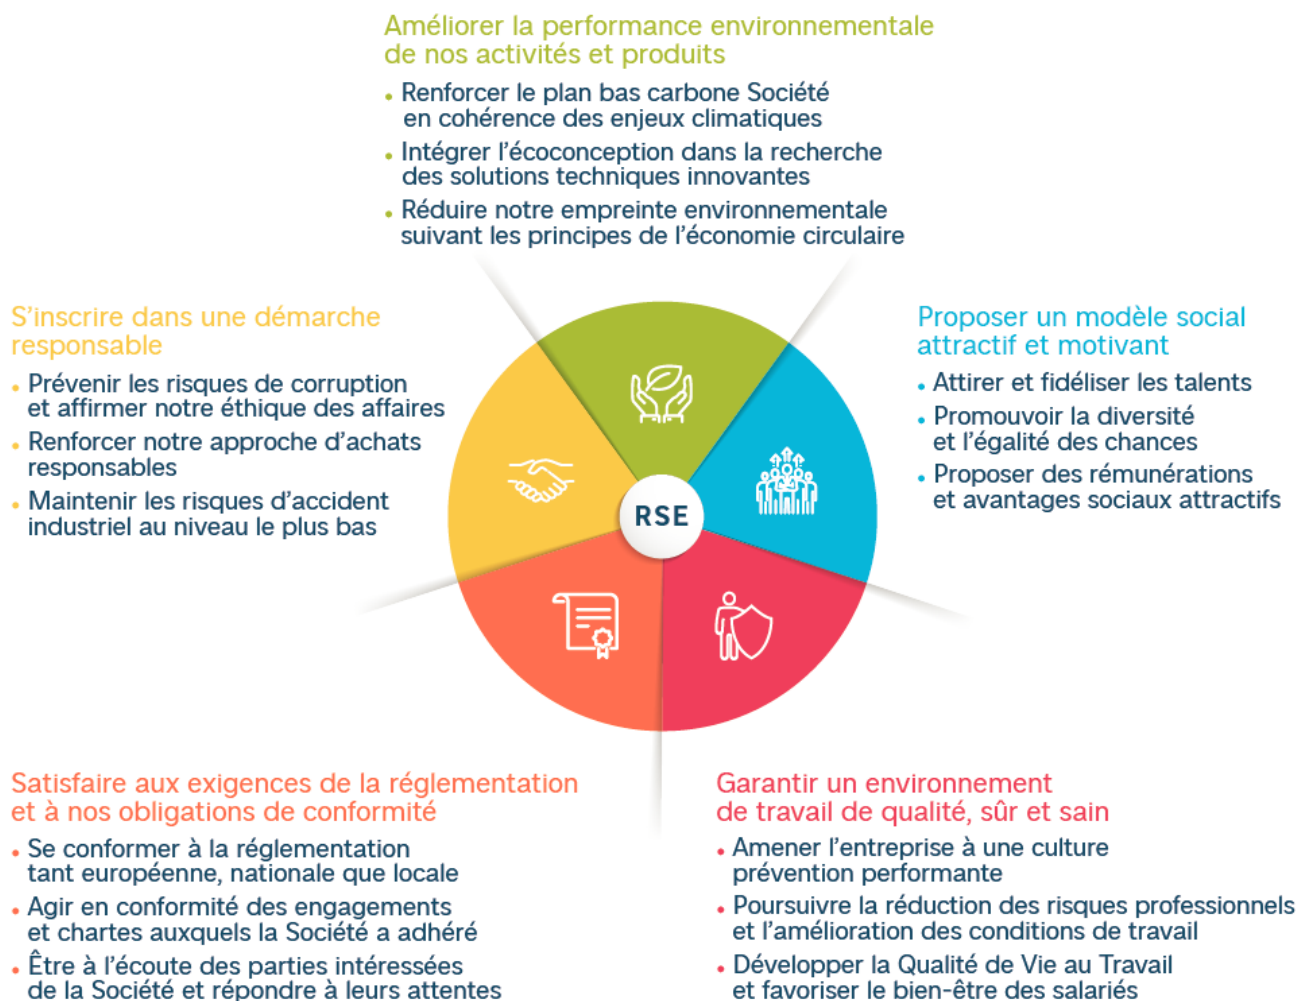 Améliorer la performance environnementale
de nos activités et produits
• Renforcer le plan bas carbone Société
en cohérence des enjeux climatiques
• Intégrer l'écoconception dans la recherche
des solutions techniques innovantes
• Réduire notre empreinte environnementale
suivant les principes de l'économie circulaire
S'inscrire dans une démarche
responsable
• Prévenir les risques de corruption
et affirmer notre éthique des affaires
• Renforcer notre approche d'achats
responsables
• Maintenir les risques d'accident
industriel au niveau le plus bas
Proposer un modèle social
attractif et motivant
• Attirer et fidéliser les talents
• Promouvoir la diversité
et l'égalité des chances
• Proposer des rémunérations
et avantages sociaux attractifs
RSE
Satisfaire aux exigences de la réglementation
et à nos obligations de conformité
• Se conformer à la réglementation
tant européenne, nationale que locale
• Agir en conformité des engagements
et chartes auxquels la Société a adhéré
• Être à l'écoute des parties intéressées
de la Société et répondre à leurs attentes
Garantir un environnement
de travail de qualité, sûr et sain
• Amener l'entreprise à une culture
prévention performante
• Poursuivre la réduction des risques professionnels
et l'amélioration des conditions de travail
• Développer la Qualité de Vie au Travail
et favoriser le bien-être des salariés